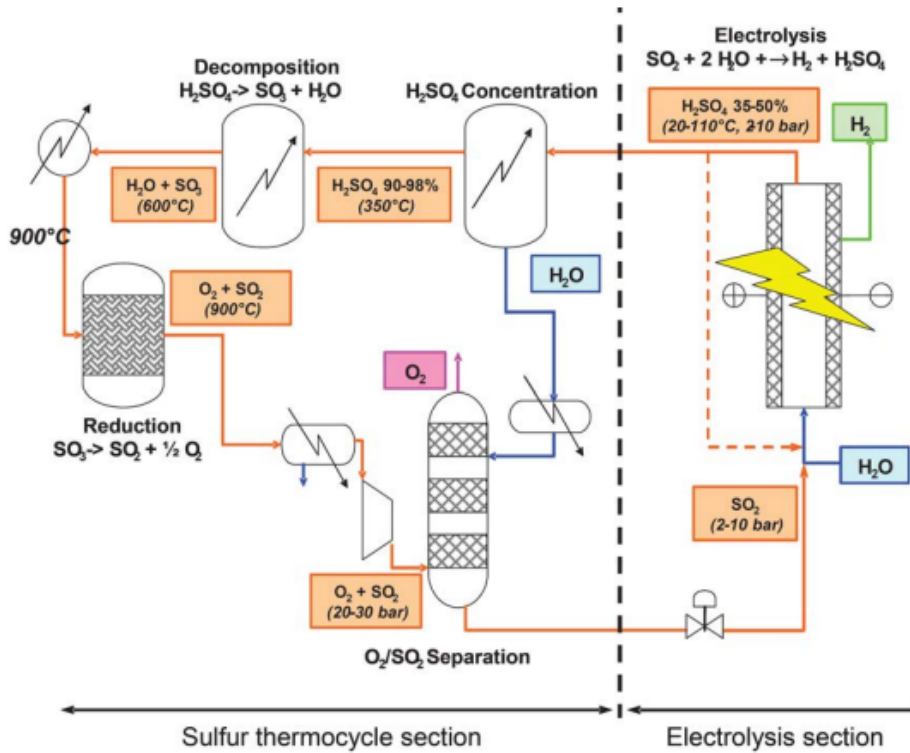 Electrolysis
SO₂ + 2 H₂O +→H₂ + H₂SO₄
Decomposition
H₂SO₄-> SO₃ + H₂O
H₂SO₄ Concentration
H₂SO₄ 35-50%
(20-110°C, 2-10 bar)
H₂
H₂O + SO₃
(600°C)
H₂SO₄ 90-98%
(350°C)
900°C
O₂ + SO₂
(900°C)
H₂O
O₂
Reduction
SO₃-> SO₂ + ½ O₂
H₂O
SO₂
(2-10 bar)
O₂ + SO₂
(20-30 bar)
O₂/SO₂ Separation
Sulfur thermocycle section
Electrolysis section